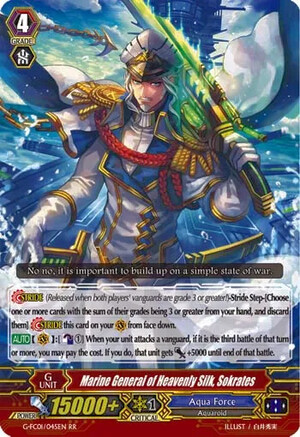 4
GRADE
No no, it is important to build up on a simple state of war.
STRIDE (Released when both players' vanguards are grade 3 or greater!)-Stride Step-[Choose
one or more cards with the sum of their grades being 3 or greater from your hand, and discard
them] STRIDE this card on your (V) from face down.
AUTO (V) 1:[ 1] When your unit attacks a vanguard, if it is the third battle of that turn
or more, you may pay the cost. If you do, that unit gets +5000 until end of that battle.
G
UNIT
Marine General of Heavenly Silk, Sokrates
POWER
15000+
1
CRITICAL
Aqua Force
Aquaroid
G-FC01/045EN RR
ILLUST / 白井秀実